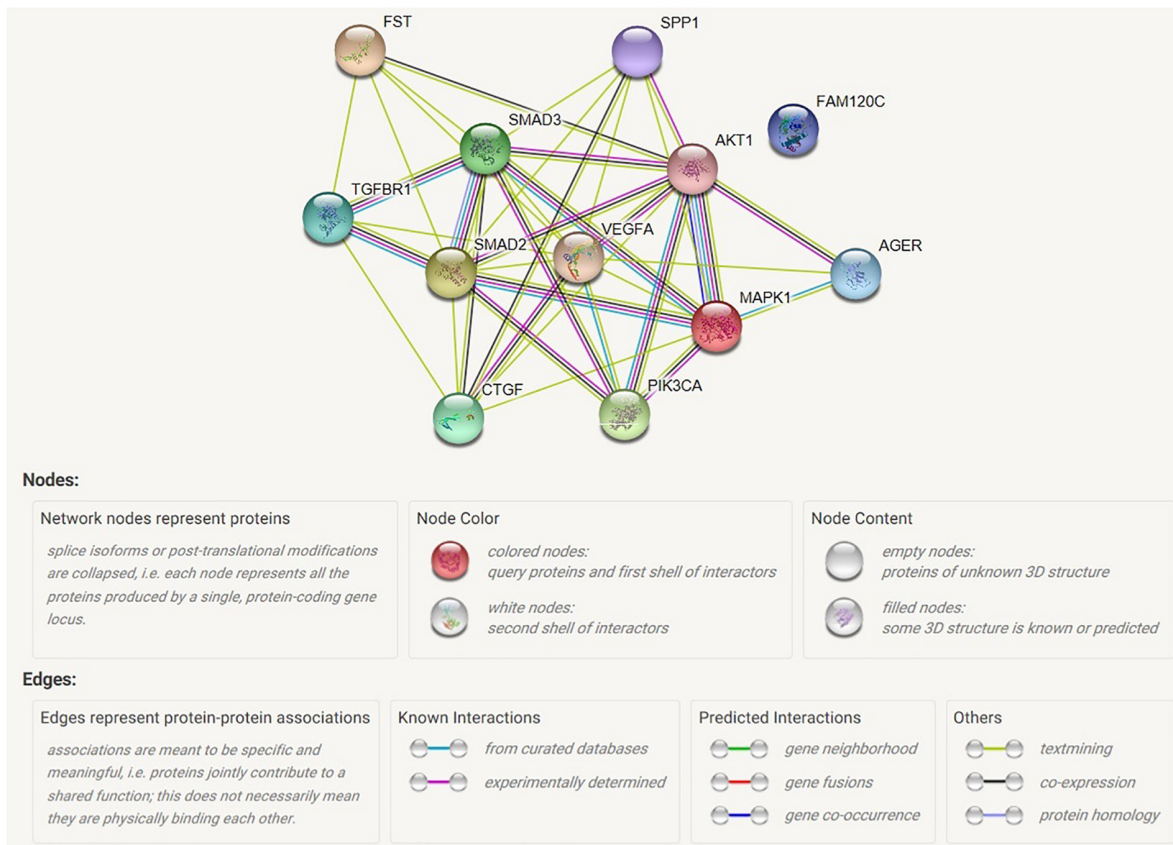 FST
SPP1
FAM120C
SMAD3
AKT1
TGFBR1
VEGFA
SMAD2
AGER
MAPK1
PIK3CA
CTGF
Nodes:
Network nodes represent proteins
splice isoforms or post-translational modifications
are collapsed, i.e. each node represents all the
proteins produced by a single, protein-coding gene
locus.
Node Color
colored nodes:
query proteins and first shell of interactors
white nodes:
second shell of interactors
Node Content
empty nodes:
proteins of unknown 3D structure
filled nodes:
some 3D structure is known or predicted
Edges:
Edges represent protein-protein associations
associations are meant to be specific and
meaningful, i.e. proteins jointly contribute to a
shared function; this does not necessarily mean
they are physically binding each other.
Known Interactions
from curated databases
experimentally determined
Predicted Interactions
gene neighborhood
gene fusions
gene co-occurrence
Others
textmining
co-expression
protein homology